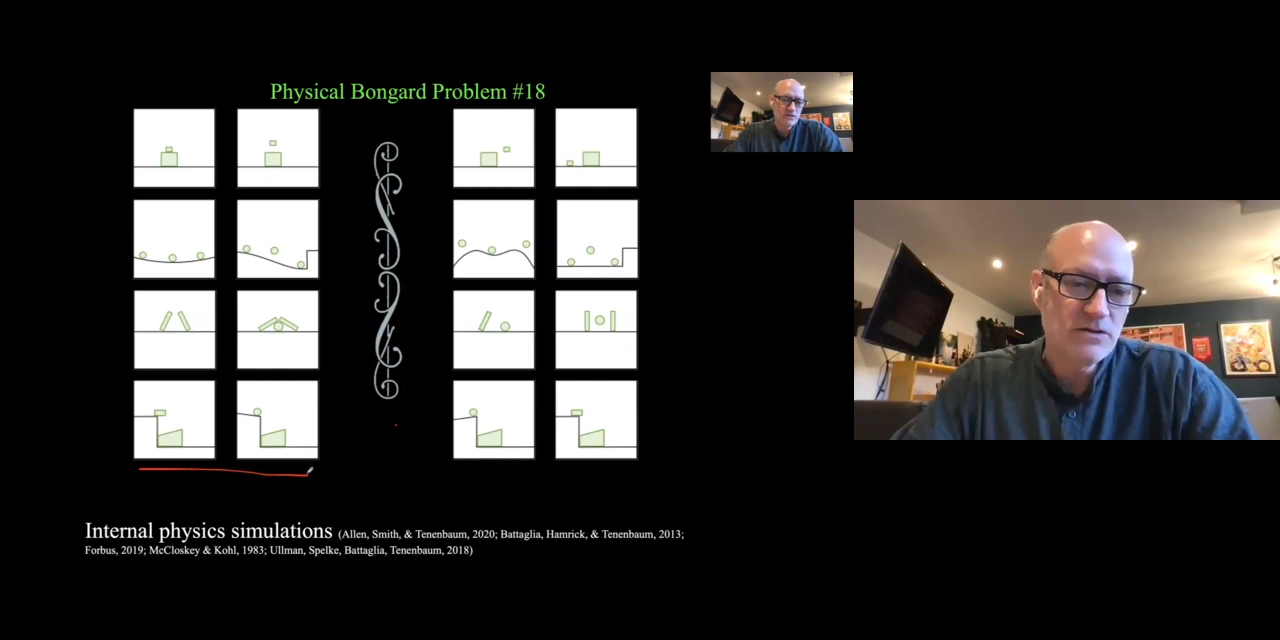 Physical Bongard Problem #18
Internal physics simulations (Allen, Smith, & Tenenbaum, 2020; Battaglia, Hamrick, & Tenenbaum, 2013;
Forbus, 2019; McCloskey & Kohl, 1983; Ullman, Spelke, Battaglia, Tenenbaum, 2018)